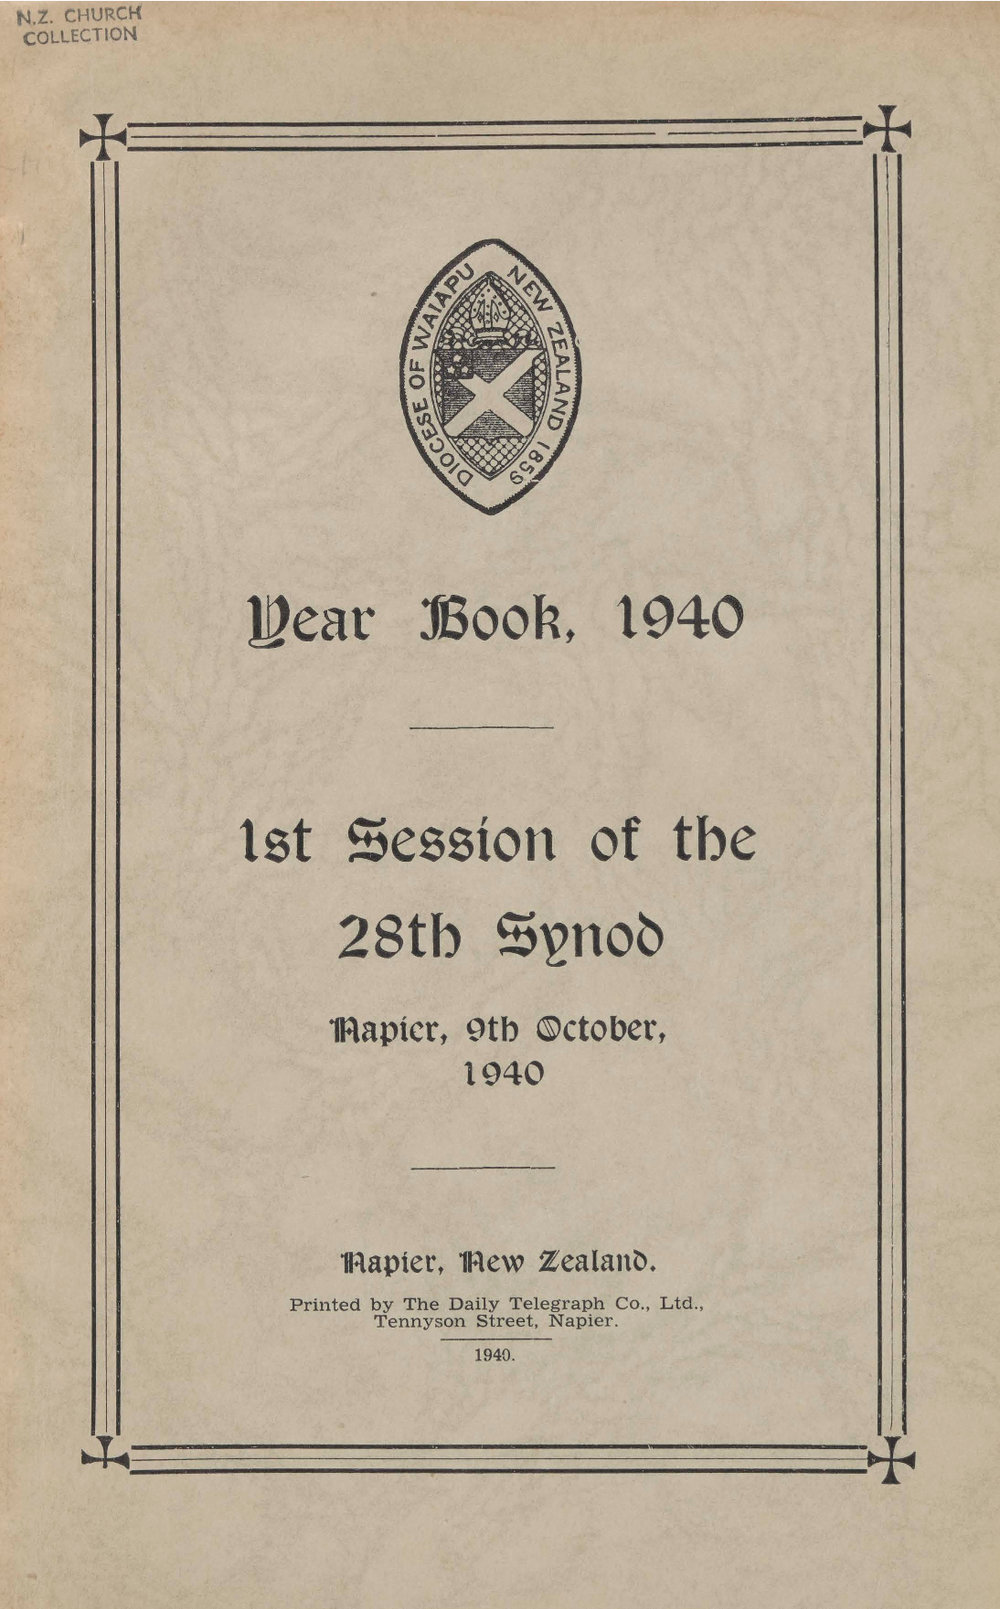 N.Z. CHURCH
COLLECTION
DIOCESE OF WAIAPU NEW ZEALAND 1859
Year Book, 1940
1st Session of the
28th Synod
Napier, 9th October,
1940
Napier, New Zealand.
Printed by The Daily Telegraph Co., Ltd.,
Tennyson Street, Napier.
1940.